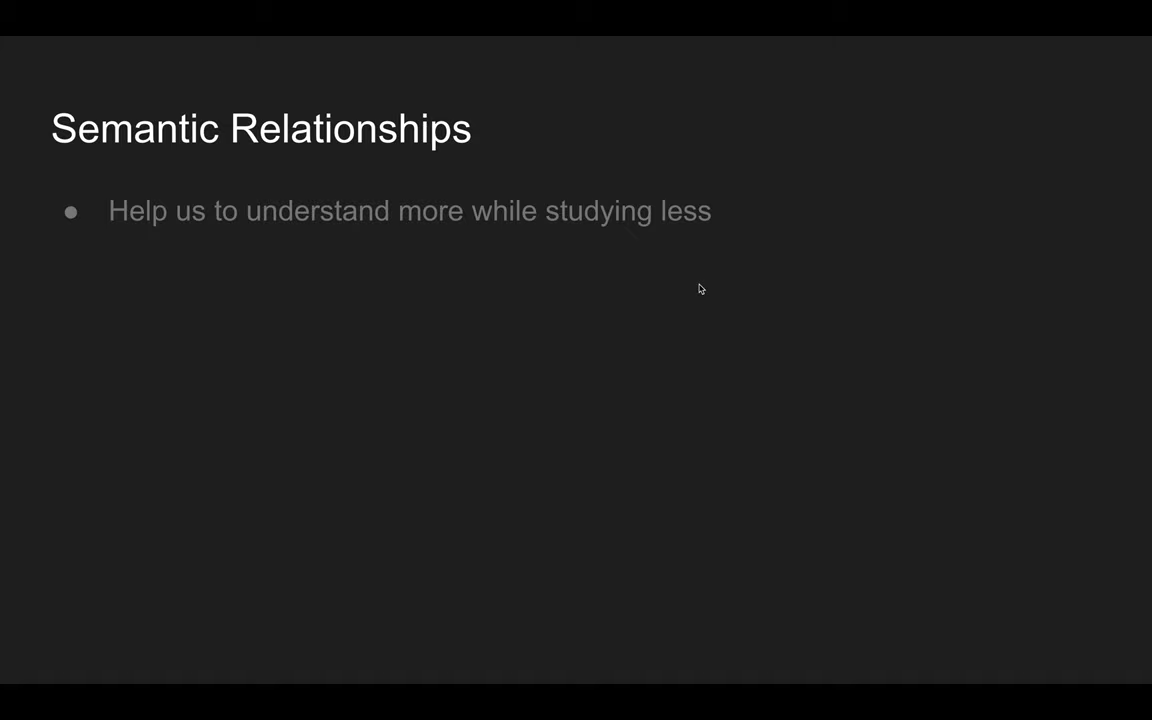 Semantic Relationships
● Help us to understand more while studying less